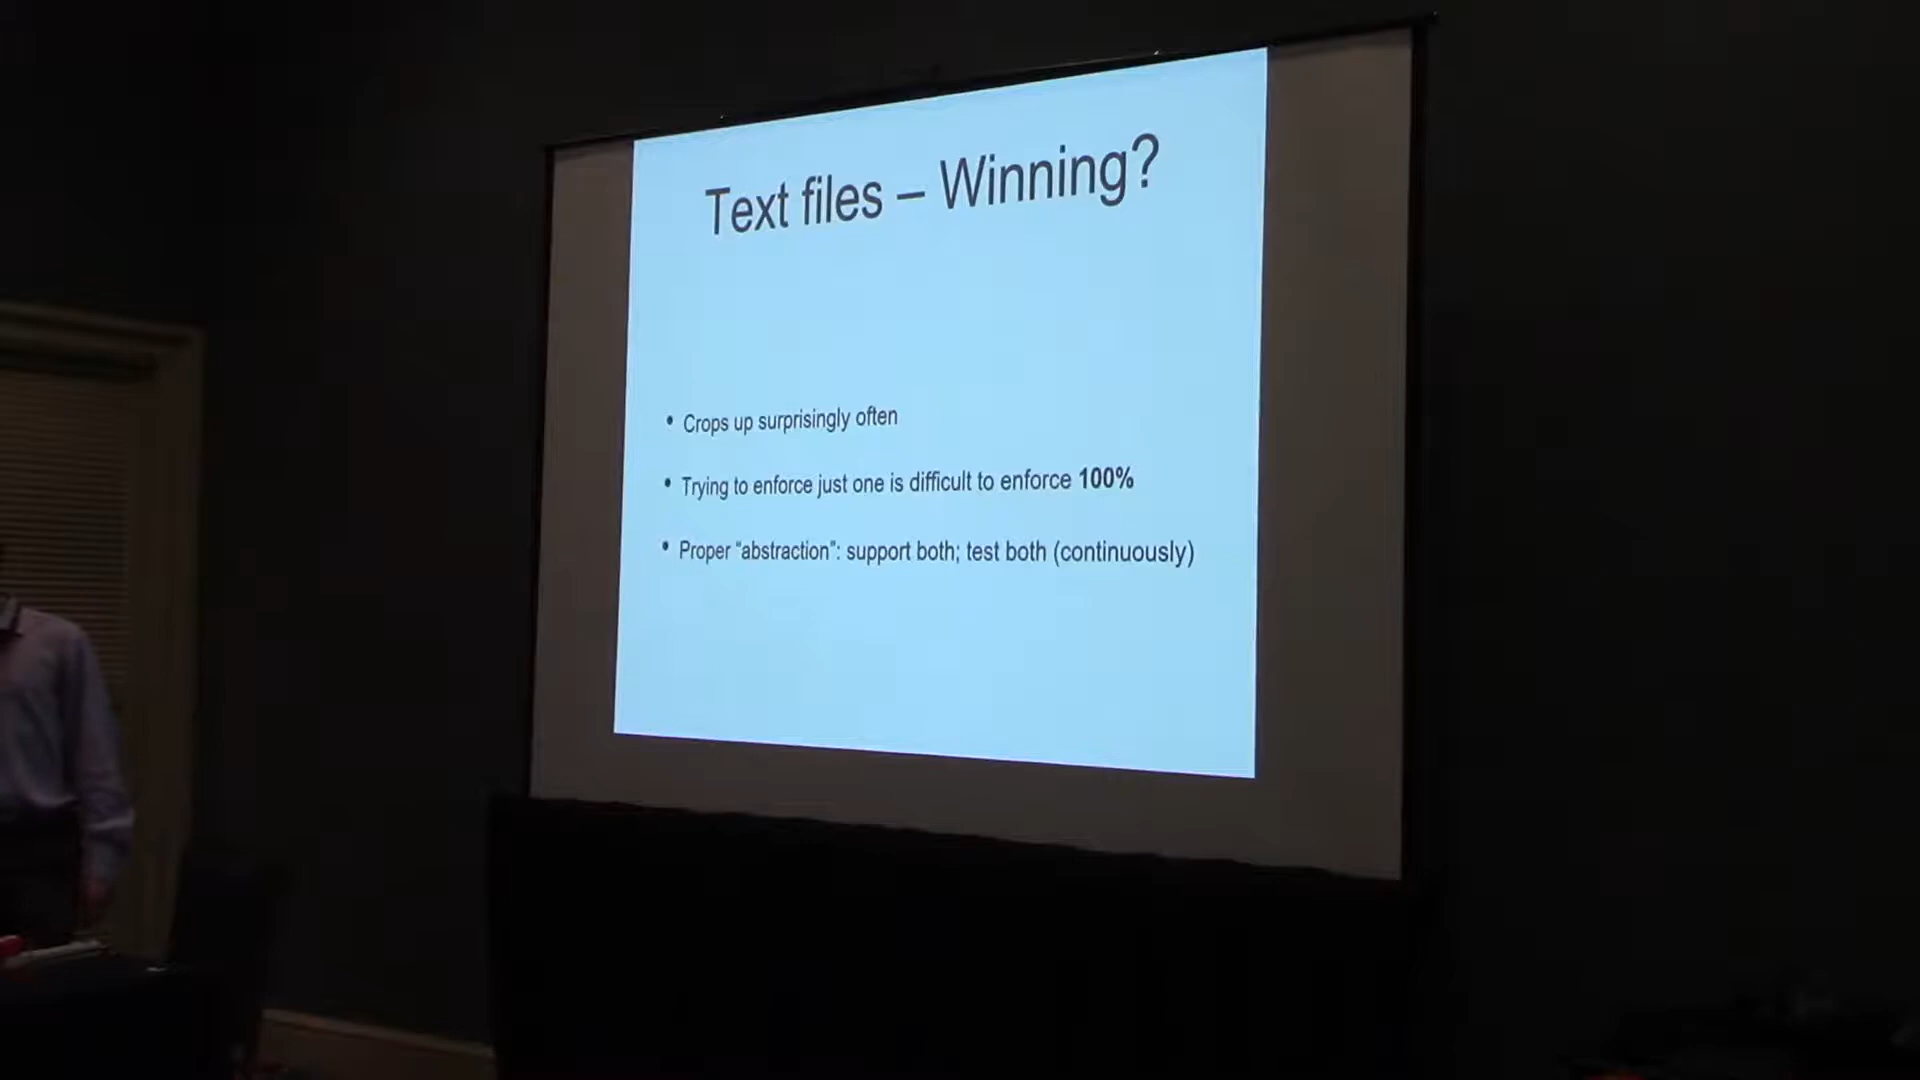 Text files – Winning?
• Crops up surprisingly often
• Trying to enforce just one is difficult to enforce 100%
• Proper “abstraction”: support both; test both (continuously)